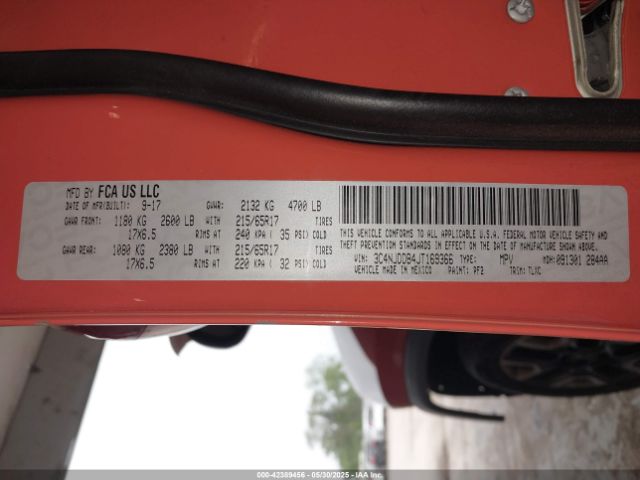 MFD BY FCA US LLC
DATE OF MFR(BUILT): 9-17 GVWR: 2132 KG 4700 LB
GAWR FRONT: 1180 KG 2600 LB WITH 215/65R17 TIRES
17X6.5 RIMS AT 240 KPA ( 35 PSI) COLD
GAWR REAR: 1080 KG 2380 LB WITH 215/65R17 TIRES
17X6.5 RIMS AT 220 KPA ( 32 PSI) COLD
THIS VEHICLE CONFORMS TO ALL APPLICABLE U.S.A. FEDERAL MOTOR VEHICLE SAFETY AND
THEFT PREVENTION STANDARDS IN EFFECT ON THE DATE OF MANUFACTURE SHOWN ABOVE.
VIN: 3C4NJDDB4JT169366 TYPE: MPV MDH: 091301 284AA
VEHICLE MADE IN MEXICO PAINT: PF2 TRIM: TLXC
000-42389456 - 05/30/2025 - IAAI.CA